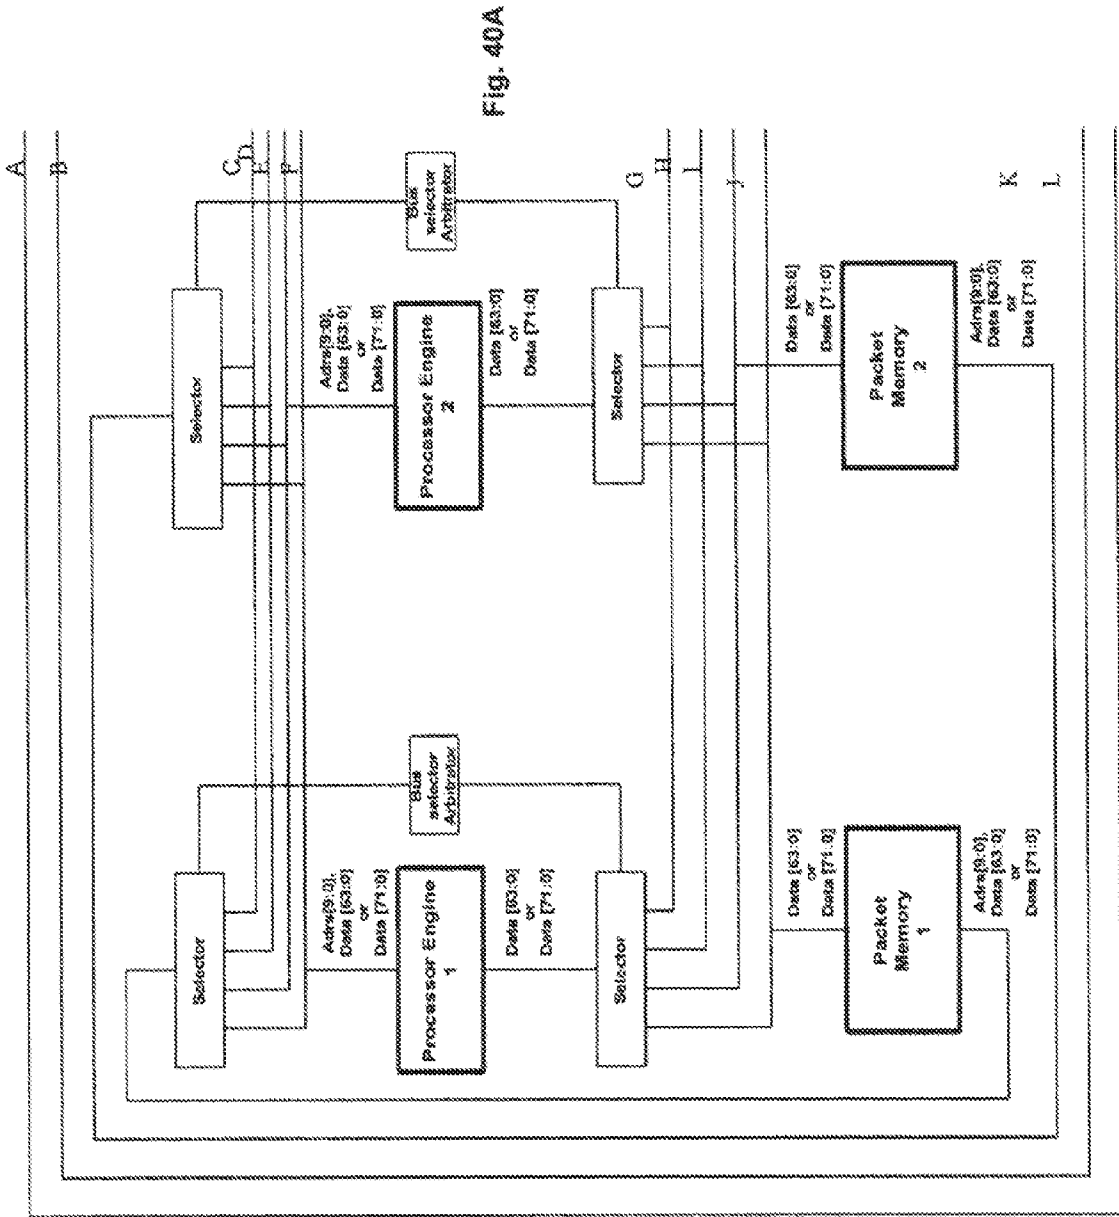 A
B
Selector
Selector
C
D
E
F
Adrs[9:0],
Data [63:0]
or
Data [71:0]
Adrs[9:0],
Data [63:0]
or
Data [71:0]
Processor Engine
1
Bus
selector
Arbitrator
Processor Engine
2
Bus
selector
Arbitrator
Data [63:0]
or
Data [71:0]
Data [63:0]
or
Data [71:0]
Fig. 40A
Selector
Selector
G
H
I
J
Data [63:0]
or
Data [71:0]
Data [63:0]
or
Data [71:0]
Packet
Memory
1
Packet
Memory
2
Adrs[9:0],
Data [63:0]
or
Data [71:0]
Adrs[9:0],
Data [63:0]
or
Data [71:0]
K
L